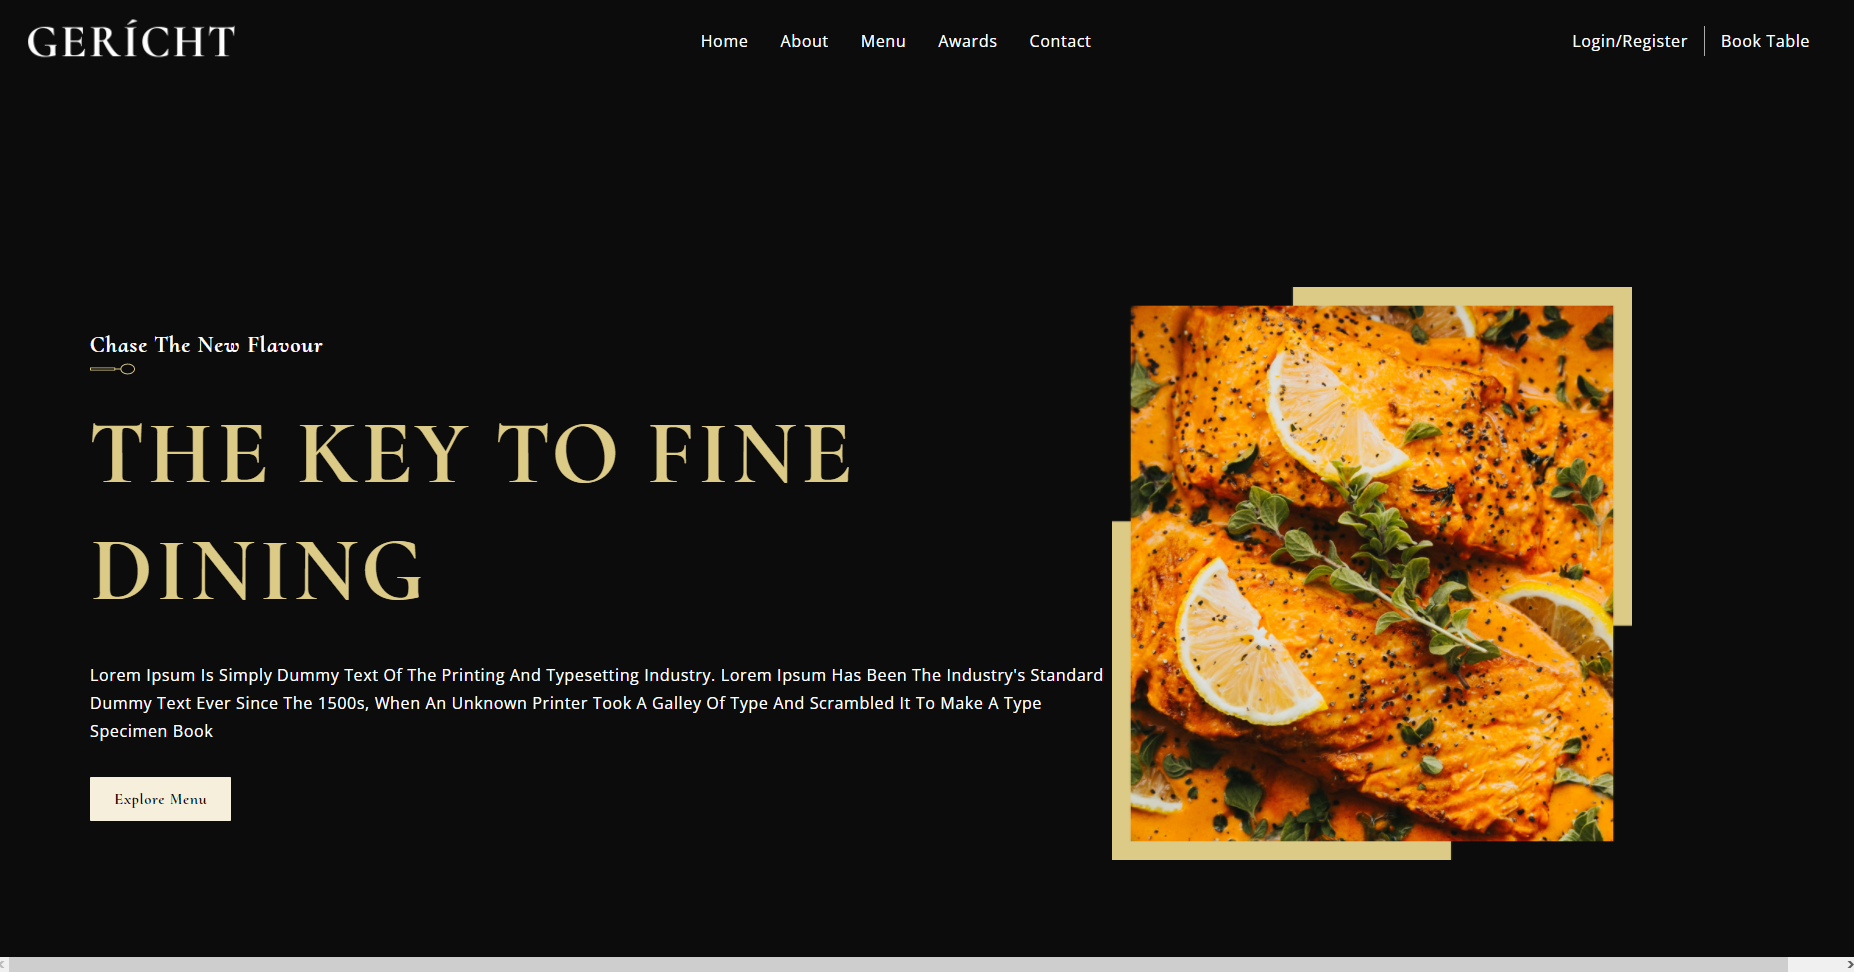 GERÍCHT
Home About Menu Awards Contact
Login/Register Book Table
Chase The New Flavour
THE KEY TO FINE
DINING
Lorem Ipsum Is Simply Dummy Text Of The Printing And Typesetting Industry. Lorem Ipsum Has Been The Industry's Standard
Dummy Text Ever Since The 1500s, When An Unknown Printer Took A Galley Of Type And Scrambled It To Make A Type
Specimen Book
Explore Menu